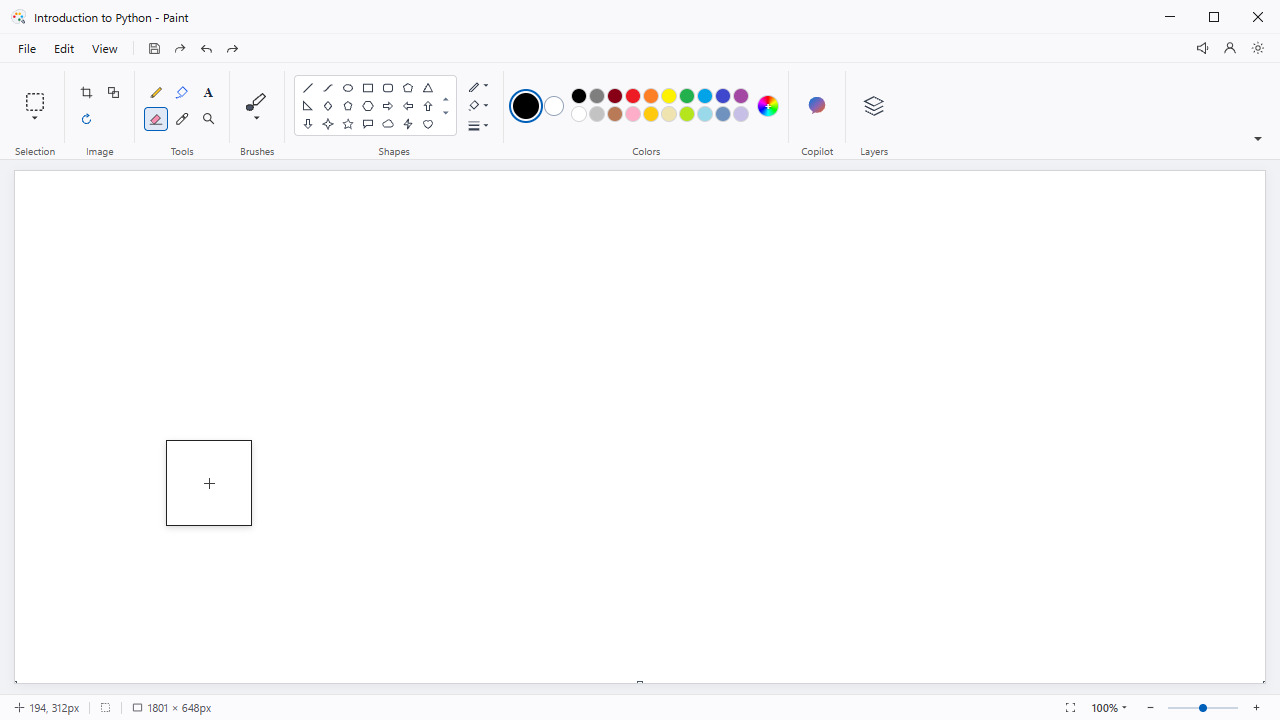 Introduction to Python - Paint
File Edit View
A
Selection Image Tools Brushes Shapes Colors Copilot Layers
194, 312px 1801 × 648px 100%